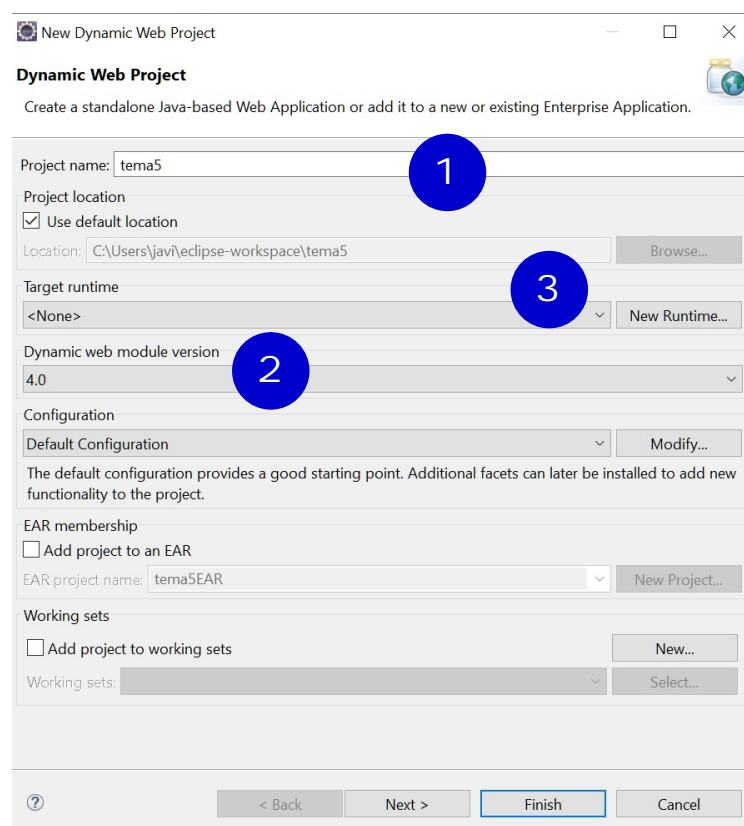 New Dynamic Web Project
Dynamic Web Project
Create a standalone Java-based Web Application or add it to a new or existing Enterprise Application.
Project name: tema5
1
Project location
Use default location
Location: C:\Users\javi\eclipse-workspace\tema5 Browse...
Target runtime
3
<None> New Runtime...
Dynamic web module version
2
4.0
Configuration
Default Configuration Modify...
The default configuration provides a good starting point. Additional facets can later be installed to add new
functionality to the project.
EAR membership
Add project to an EAR
EAR project name: tema5EAR New Project...
Working sets
Add project to working sets New...
Working sets: Select...
? < Back Next > Finish Cancel